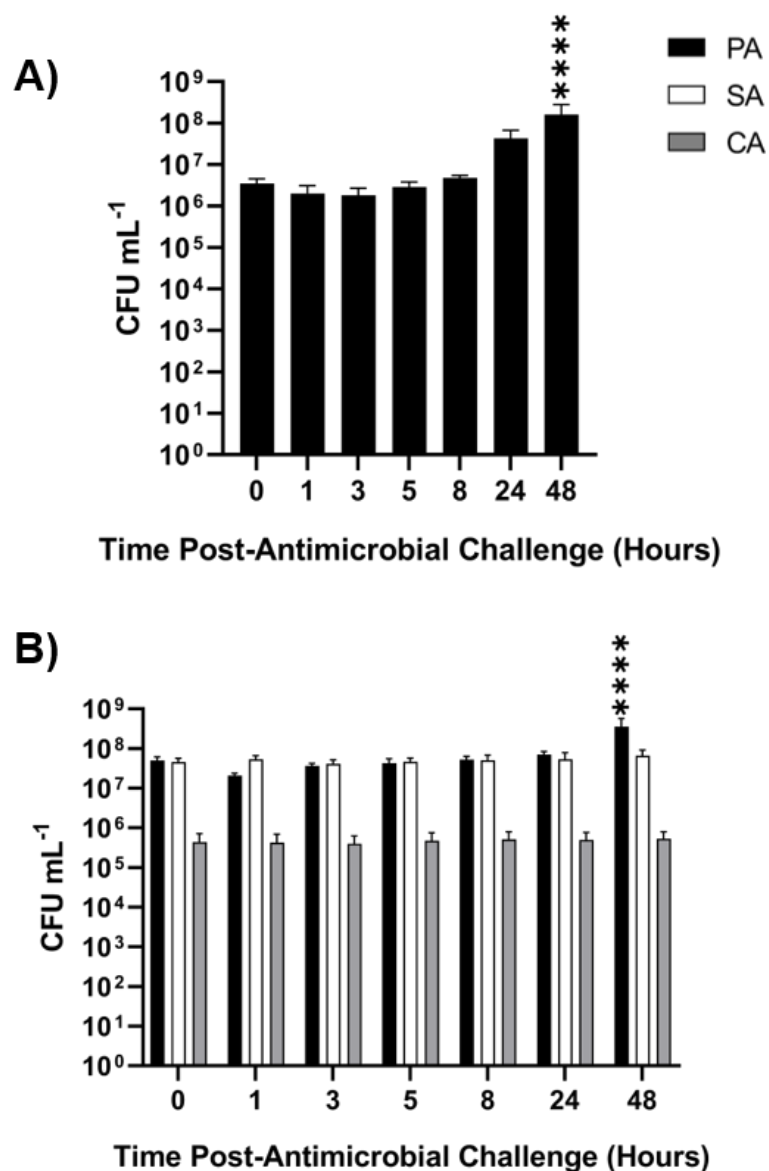 A)
****
PA
SA
CA
10⁹
10⁸
10⁷
10⁶
10⁵
10⁴
10³
10²
10¹
10⁰
CFU mL⁻¹
0 1 3 5 8 24 48
Time Post-Antimicrobial Challenge (Hours)
B)
****
10⁹
10⁸
10⁷
10⁶
10⁵
10⁴
10³
10²
10¹
10⁰
CFU mL⁻¹
0 1 3 5 8 24 48
Time Post-Antimicrobial Challenge (Hours)